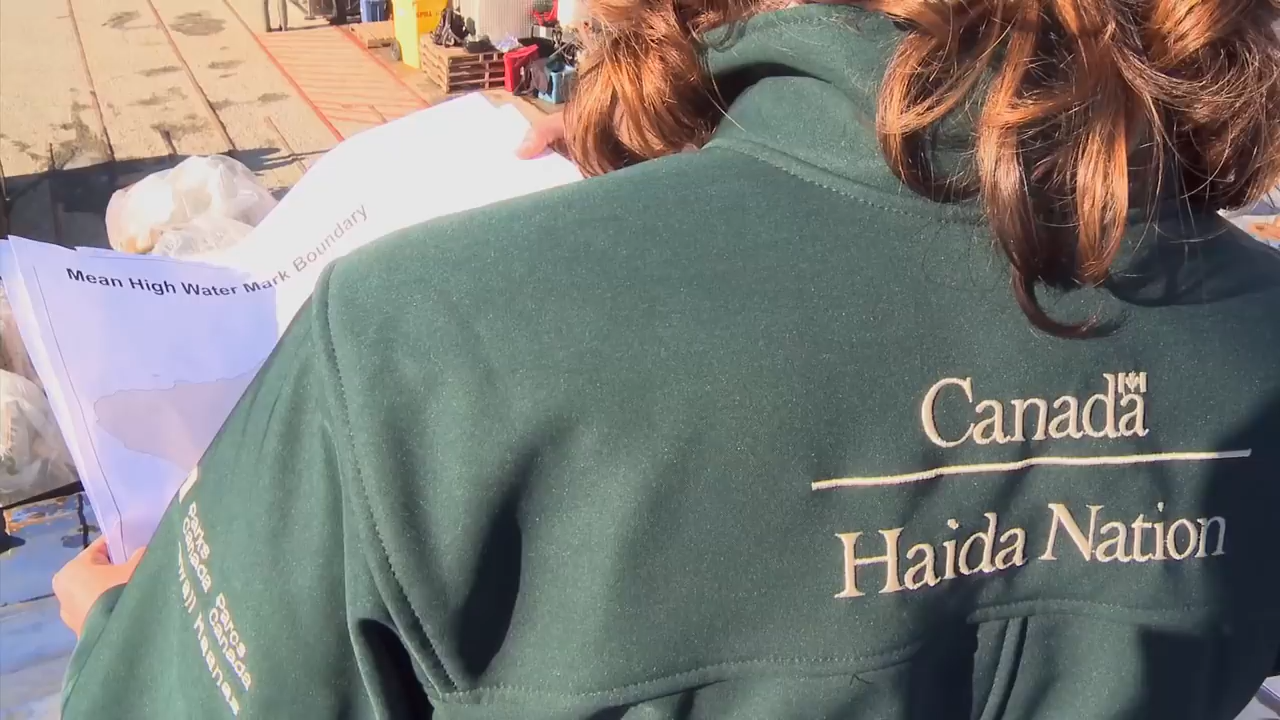 Mean High Water Mark Boundary
Canada
Haida Nation
Parks Parcs
Canada Canada
Gwaii Haanas